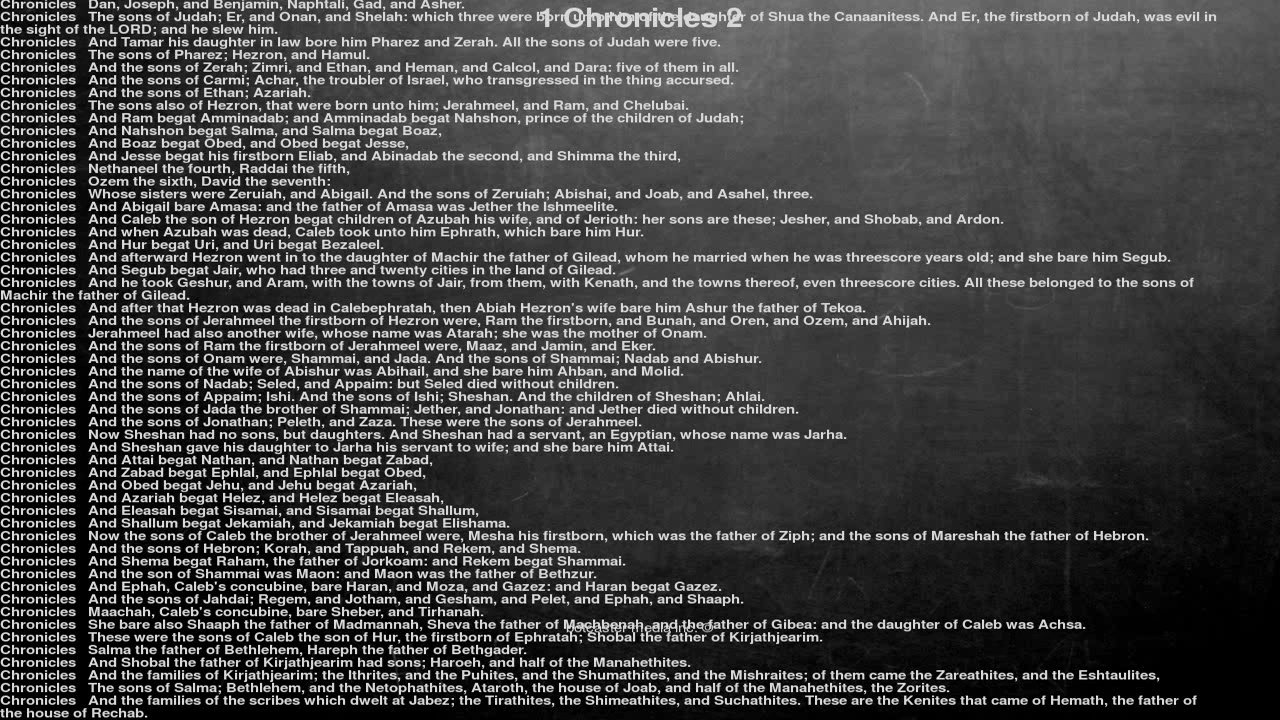 Chronicles Dan, Joseph, and Benjamin, Naphtali, Gad, and Asher.
1 Chronicles 2
Chronicles The sons of Judah; Er, and Onan, and Shelah: which three were born of Shua the Canaanitess. And Er, the firstborn of Judah, was evil in
the sight of the LORD; and he slew him.
Chronicles And Tamar his daughter in law bore him Pharez and Zerah. All the sons of Judah were five.
Chronicles The sons of Pharez; Hezron, and Hamul.
Chronicles And the sons of Zerah; Zimri, and Ethan, and Heman, and Calcol, and Dara: five of them in all.
Chronicles And the sons of Carmi; Achar, the troubler of Israel, who transgressed in the thing accursed.
Chronicles And the sons of Ethan; Azariah.
Chronicles The sons also of Hezron, that were born unto him; Jerahmeel, and Ram, and Chelubai.
Chronicles And Ram begat Amminadab; and Amminadab begat Nahshon, prince of the children of Judah;
Chronicles And Nahshon begat Salma, and Salma begat Boaz,
Chronicles And Boaz begat Obed, and Obed begat Jesse,
Chronicles And Jesse begat his firstborn Eliab, and Abinadab the second, and Shimma the third,
Chronicles Nethaneel the fourth, Raddai the fifth,
Chronicles Ozem the sixth, David the seventh:
Chronicles Whose sisters were Zeruiah, and Abigail. And the sons of Zeruiah; Abishai, and Joab, and Asahel, three.
Chronicles And Abigail bare Amasa: and the father of Amasa was Jether the Ishmeelite.
Chronicles And Caleb the son of Hezron begat children of Azubah his wife, and of Jerioth: her sons are these; Jesher, and Shobab, and Ardon.
Chronicles And when Azubah was dead, Caleb took unto him Ephrath, which bare him Hur.
Chronicles And Hur begat Uri, and Uri begat Bezaleel.
Chronicles And afterward Hezron went in to the daughter of Machir the father of Gilead, whom he married when he was threescore years old; and she bare him Segub.
Chronicles And Segub begat Jair, who had three and twenty cities in the land of Gilead.
Chronicles And he took Geshur, and Aram, with the towns of Jair, from them, with Kenath, and the towns thereof, even threescore cities. All these belonged to the sons of
Machir the father of Gilead.
Chronicles And after that Hezron was dead in Calebephratah, then Abiah Hezron's wife bare him Ashur the father of Tekoa.
Chronicles And the sons of Jerahmeel the firstborn of Hezron were, Ram the firstborn, and Bunah, and Oren, and Ozem, and Ahijah.
Chronicles Jerahmeel had also another wife, whose name was Atarah; she was the mother of Onam.
Chronicles And the sons of Ram the firstborn of Jerahmeel were, Maaz, and Jamin, and Eker.
Chronicles And the sons of Onam were, Shammai, and Jada. And the sons of Shammai; Nadab and Abishur.
Chronicles And the name of the wife of Abishur was Abihail, and she bare him Ahban, and Molid.
Chronicles And the sons of Nadab; Seled, and Appaim: but Seled died without children.
Chronicles And the sons of Appaim; Ishi. And the sons of Ishi; Sheshan. And the children of Sheshan; Ahlai.
Chronicles And the sons of Jada the brother of Shammai; Jether, and Jonathan: and Jether died without children.
Chronicles And the sons of Jonathan; Peleth, and Zaza. These were the sons of Jerahmeel.
Chronicles Now Sheshan had no sons, but daughters. And Sheshan had a servant, an Egyptian, whose name was Jarha.
Chronicles And Sheshan gave his daughter to Jarha his servant to wife; and she bare him Attai.
Chronicles And Attai begat Nathan, and Nathan begat Zabad,
Chronicles And Zabad begat Ephlal, and Ephlal begat Obed,
Chronicles And Obed begat Jehu, and Jehu begat Azariah,
Chronicles And Azariah begat Helez, and Helez begat Eleasah,
Chronicles And Eleasah begat Sisamai, and Sisamai begat Shallum,
Chronicles And Shallum begat Jekamiah, and Jekamiah begat Elishama.
Chronicles Now the sons of Caleb the brother of Jerahmeel were, Mesha his firstborn, which was the father of Ziph; and the sons of Mareshah the father of Hebron.
Chronicles And the sons of Hebron; Korah, and Tappuah, and Rekem, and Shema.
Chronicles And Shema begat Raham, the father of Jorkoam: and Rekem begat Shammai.
Chronicles And the son of Shammai was Maon: and Maon was the father of Bethzur.
Chronicles And Ephah, Caleb's concubine, bare Haran, and Moza, and Gazez: and Haran begat Gazez.
Chronicles And the sons of Jahdai; Regem, and Jotham, and Gesham, and Pelet, and Ephah, and Shaaph.
Chronicles Maachah, Caleb's concubine, bare Sheber, and Tirhanah.
Chronicles She bare also Shaaph the father of Madmannah, Sheva the father of Machbenah, and the father of Gibea: and the daughter of Caleb was Achsa.
Chronicles These were the sons of Caleb the son of Hur, the firstborn of Ephratah; Shobal the father of Kirjathjearim.
Chronicles Salma the father of Bethlehem, Hareph the father of Bethgader.
Chronicles And Shobal the father of Kirjathjearim had sons; Haroeh, and half of the Manahethites.
Chronicles And the families of Kirjathjearim; the Ithrites, and the Puhites, and the Shumathites, and the Mishraites; of them came the Zareathites, and the Eshtaulites,
Chronicles The sons of Salma; Bethlehem, and the Netophathites, Ataroth, the house of Joab, and half of the Manahethites, the Zorites.
Chronicles And the families of the scribes which dwelt at Jabez; the Tirathites, the Shimeathites, and Suchathites. These are the Kenites that came of Hemath, the father of
the house of Rechab.